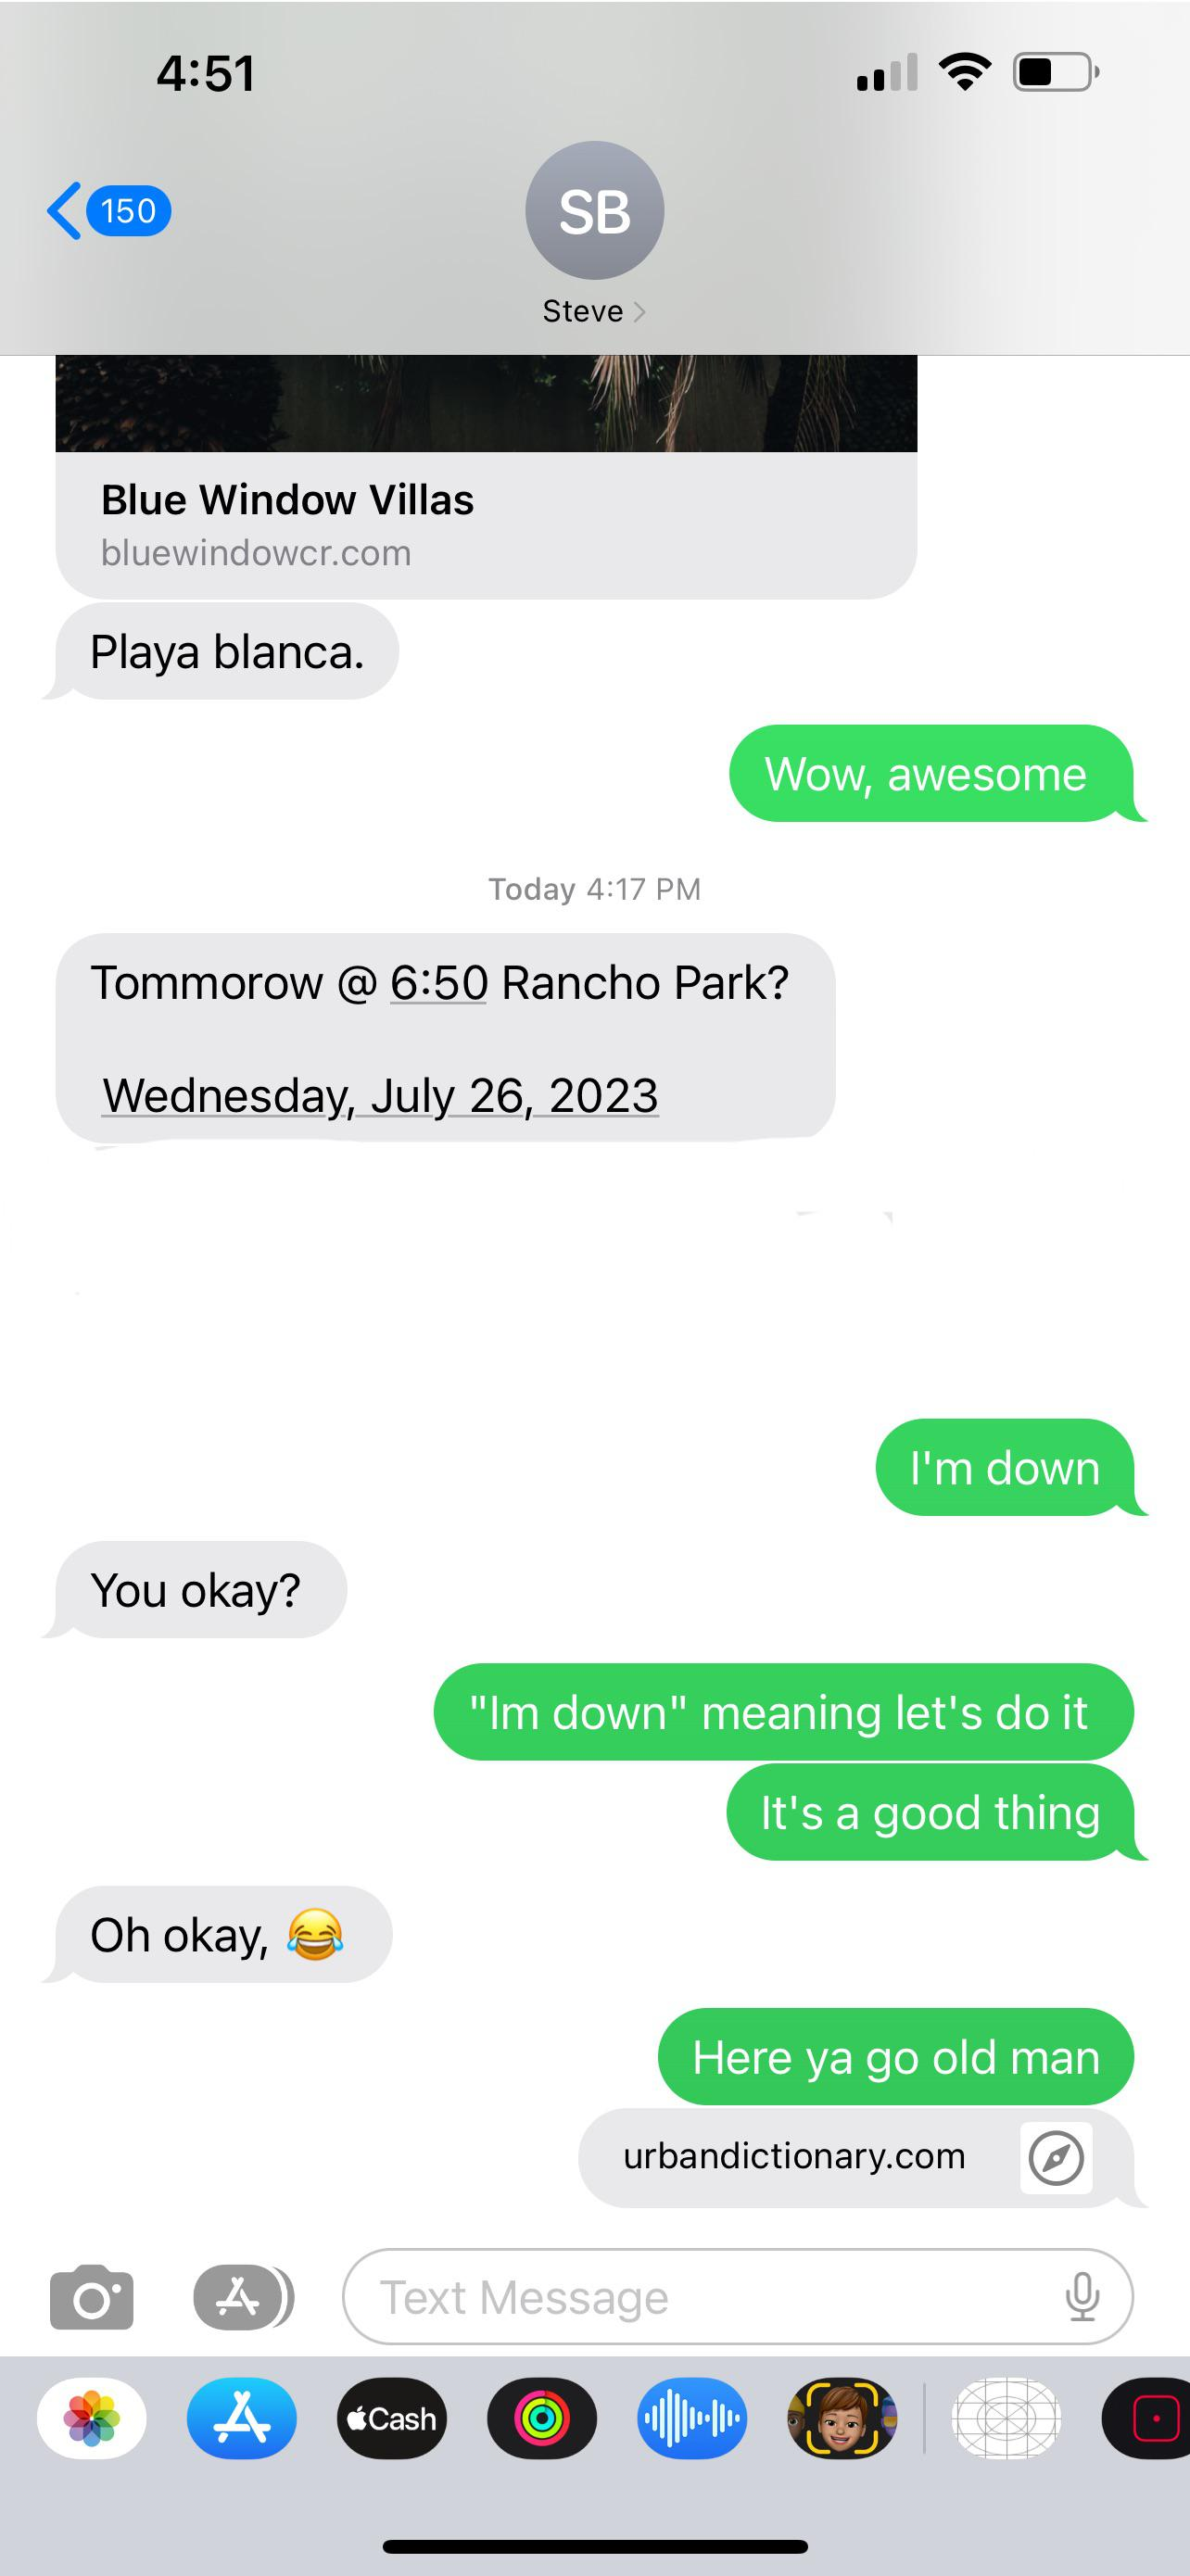 4:51
150
SB
Steve
Blue Window Villas
bluewindowcr.com
Playa blanca.
Wow, awesome
Today 4:17 PM
Tommorow @ 6:50 Rancho Park?
Wednesday, July 26, 2023
I'm down
You okay?
"Im down" meaning let's do it
It's a good thing
Oh okay, 😂
Here ya go old man
urbandictionary.com
Text Message
Cash